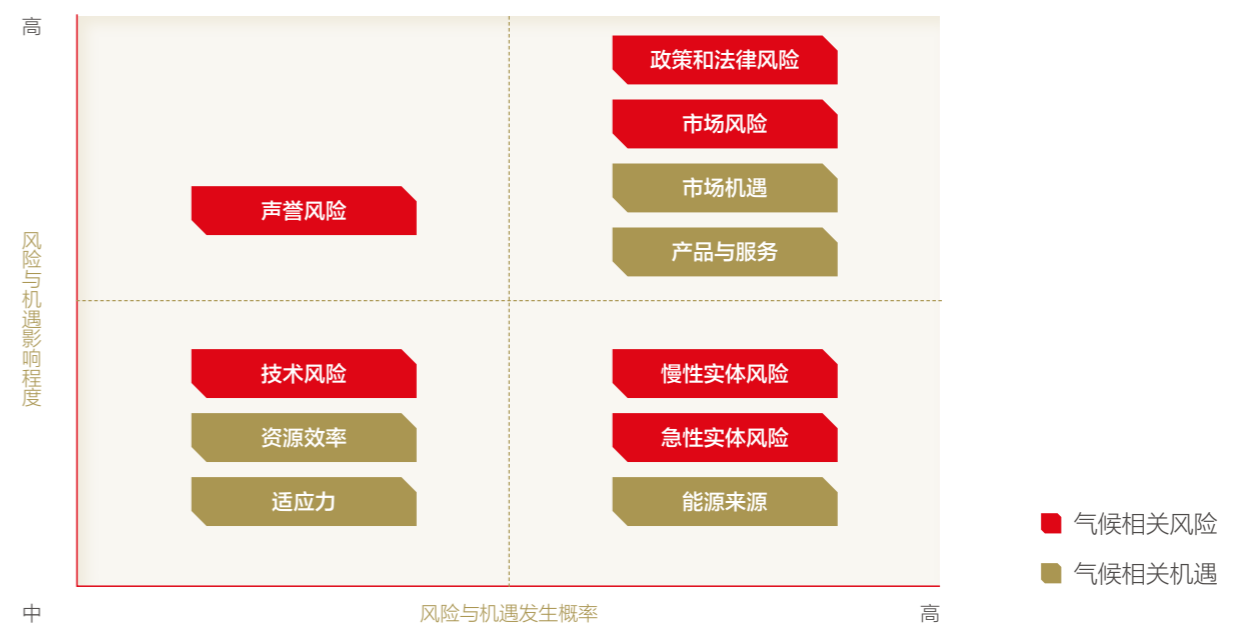 高
政策和法律风险
市场风险
市场机遇
声誉风险
产品与服务
风险与机遇影响程度
技术风险
慢性实体风险
资源效率
急性实体风险
适应力
能源来源
气候相关风险
气候相关机遇
中
风险与机遇发生概率
高